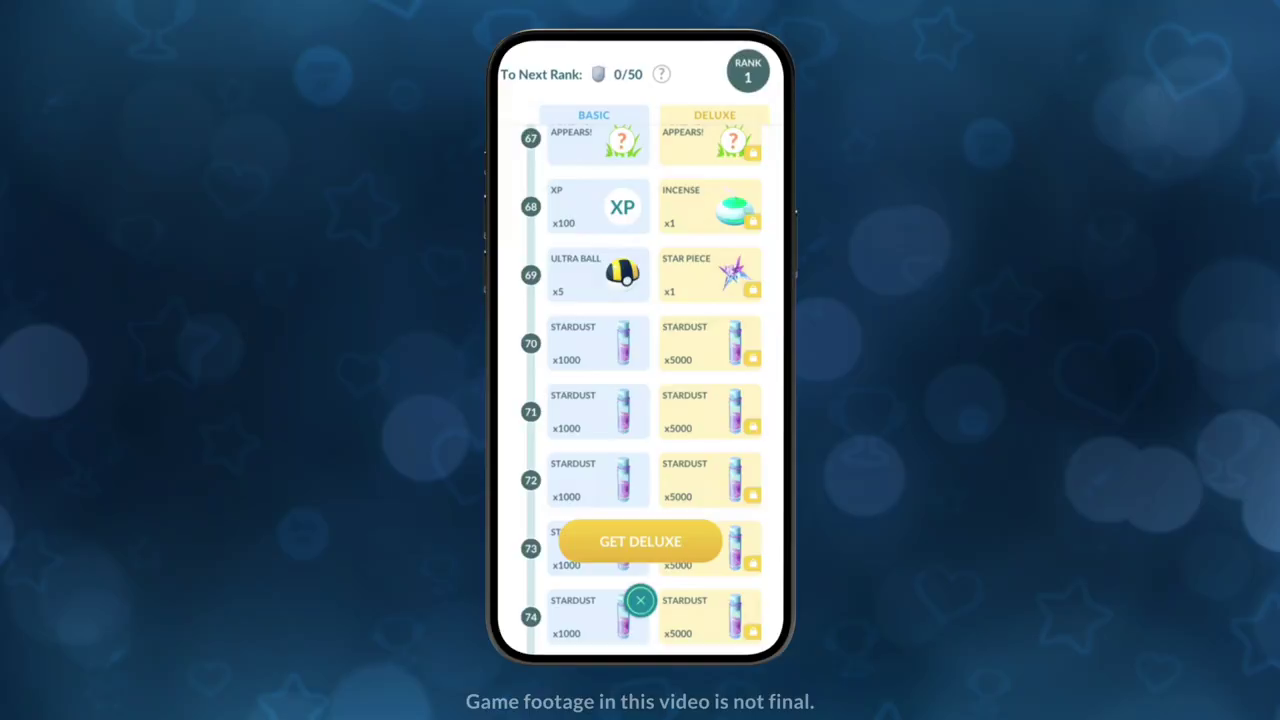 To Next Rank: 0/50 ?
RANK
1
BASIC DELUXE
67 APPEARS! ? APPEARS! ?
68 XP XP INCENSE
x100 x1
69 ULTRA BALL STAR PIECE
x5 x1
70 STARDUST STARDUST
x1000 x5000
71 STARDUST STARDUST
x1000 x5000
72 STARDUST STARDUST
x1000 x5000
73 ST
GET DELUXE
x1000 x5000
74 STARDUST STARDUST
x1000 x5000
Game footage in this video is not final.